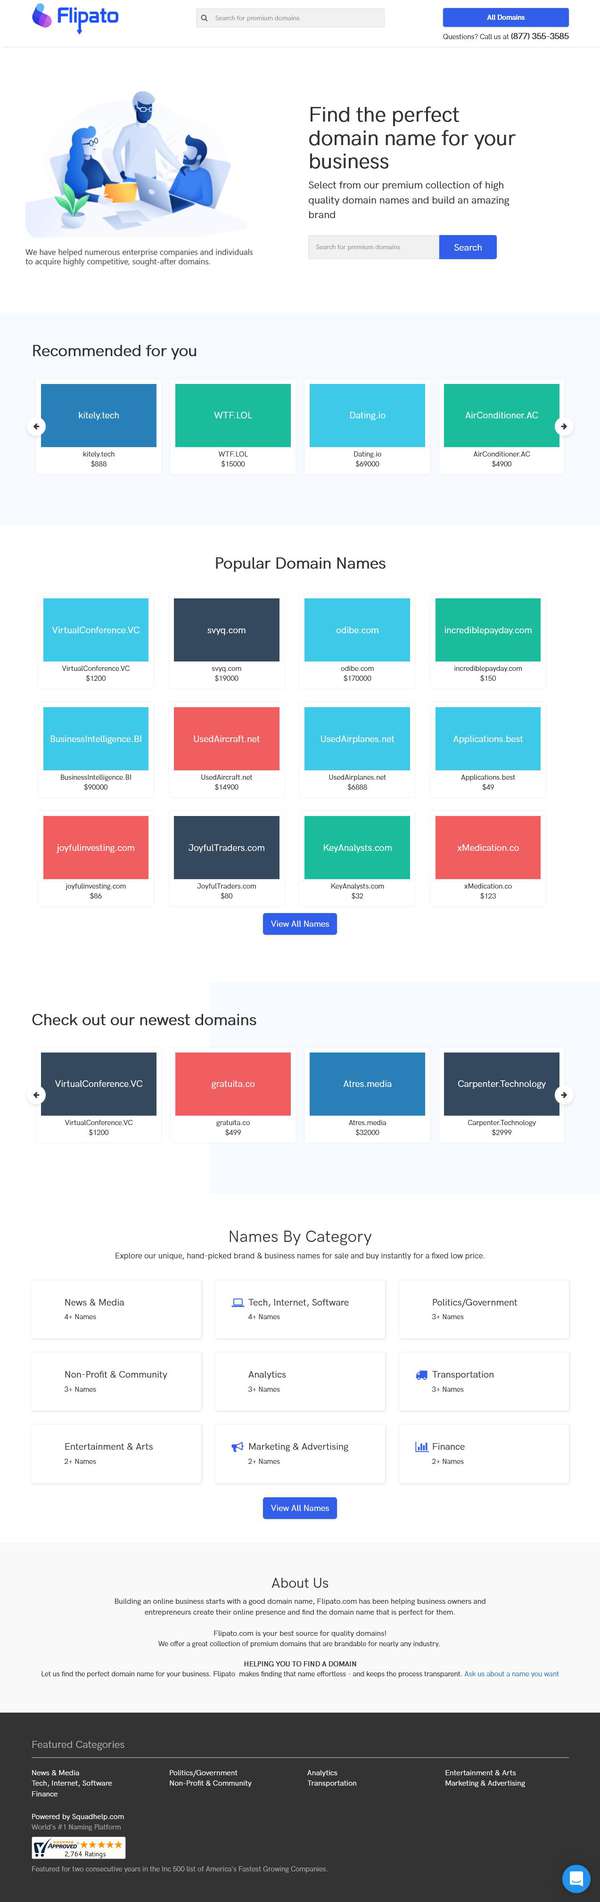 Flipato
Search for premium domains
All Domains
Questions? Call us at (877) 355-3585
Find the perfect
domain name for your
business
Select from our premium collection of high
quality domain names and build an amazing
brand
Search for premium domains
Search
We have helped numerous enterprise companies and individuals
to acquire highly competitive, sought-after domains.
Recommended for you
kitely.tech
WTF.LOL
Dating.io
AirConditioner.AC
kitely.tech
$888
WTF.LOL
$15000
Dating.io
$69000
AirConditioner.AC
$4900
Popular Domain Names
VirtualConference.VC
svyq.com
odibe.com
incrediblepayday.com
VirtualConference.VC
$1200
svyq.com
$19000
odibe.com
$170000
incrediblepayday.com
$150
BusinessIntelligence.BI
UsedAircraft.net
UsedAirplanes.net
Applications.best
BusinessIntelligence.BI
$90000
UsedAircraft.net
$14900
UsedAirplanes.net
$6888
Applications.best
$49
joyfulinvesting.com
JoyfulTraders.com
KeyAnalysts.com
xMedication.co
joyfulinvesting.com
$86
JoyfulTraders.com
$80
KeyAnalysts.com
$32
xMedication.co
$123
View All Names
Check out our newest domains
VirtualConference.VC
gratuita.co
Atres.media
Carpenter.Technology
VirtualConference.VC
$1200
gratuita.co
$499
Atres.media
$32000
Carpenter.Technology
$2999
Names By Category
Explore our unique, hand-picked brand & business names for sale and buy instantly for a fixed low price.
News & Media
4+ Names
Tech, Internet, Software
4+ Names
Politics/Government
3+ Names
Non-Profit & Community
3+ Names
Analytics
3+ Names
Transportation
3+ Names
Entertainment & Arts
2+ Names
Marketing & Advertising
2+ Names
Finance
2+ Names
View All Names
About Us
Building an online business starts with a good domain name, Flipato.com has been helping business owners and
entrepreneurs create their online presence and find the domain name that is perfect for them.
Flipato.com is your best source for quality domains!
We offer a great collection of premium domains that are brandable for nearly any industry.
HELPING YOU TO FIND A DOMAIN
Let us find the perfect domain name for your business. Flipato makes finding that name effortless - and keeps the process transparent. Ask us about a name you want
Featured Categories
News & Media
Politics/Government
Analytics
Entertainment & Arts
Tech, Internet, Software
Non-Profit & Community
Transportation
Marketing & Advertising
Finance
Powered by Squadhelp.com
World's #1 Naming Platform
APPROVED
2,764 Ratings
Featured for two consecutive years in the Inc 500 list of America's Fastest Growing Companies.